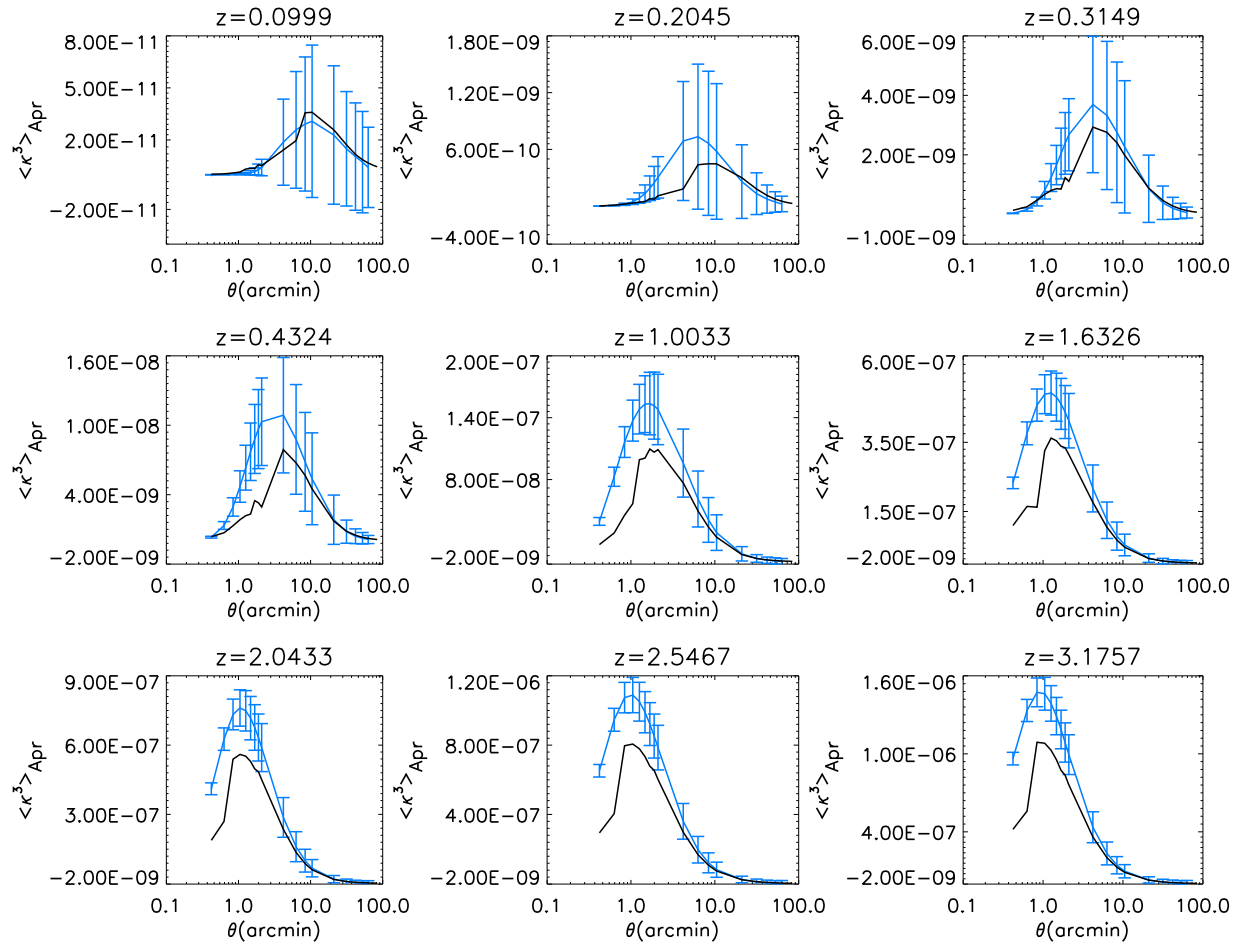 z=0.0999
<κ³>Apr
8.00E−11
5.00E−11
2.00E−11
−2.00E−11
0.1 1.0 10.0 100.0
θ(arcmin)
z=0.2045
<κ³>Apr
1.80E−09
1.20E−09
6.00E−10
−4.00E−10
0.1 1.0 10.0 100.0
θ(arcmin)
z=0.3149
<κ³>Apr
6.00E−09
4.00E−09
2.00E−09
−1.00E−09
0.1 1.0 10.0 100.0
θ(arcmin)
z=0.4324
<κ³>Apr
1.60E−08
1.00E−08
4.00E−09
−2.00E−09
0.1 1.0 10.0 100.0
θ(arcmin)
z=1.0033
<κ³>Apr
2.00E−07
1.40E−07
8.00E−08
−2.00E−09
0.1 1.0 10.0 100.0
θ(arcmin)
z=1.6326
<κ³>Apr
6.00E−07
3.50E−07
1.50E−07
−2.00E−09
0.1 1.0 10.0 100.0
θ(arcmin)
z=2.0433
<κ³>Apr
9.00E−07
6.00E−07
3.00E−07
−2.00E−09
0.1 1.0 10.0 100.0
θ(arcmin)
z=2.5467
<κ³>Apr
1.20E−06
8.00E−07
4.00E−07
−2.00E−09
0.1 1.0 10.0 100.0
θ(arcmin)
z=3.1757
<κ³>Apr
1.60E−06
1.00E−06
4.00E−07
−2.00E−09
0.1 1.0 10.0 100.0
θ(arcmin)